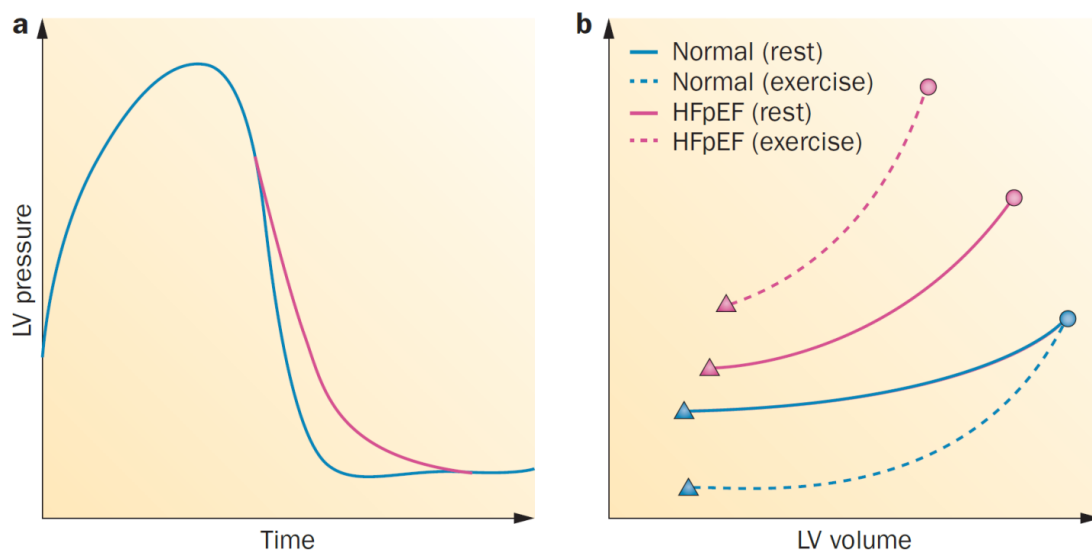 a
LV pressure
Time
b
Normal (rest)
Normal (exercise)
HFpEF (rest)
HFpEF (exercise)
LV volume